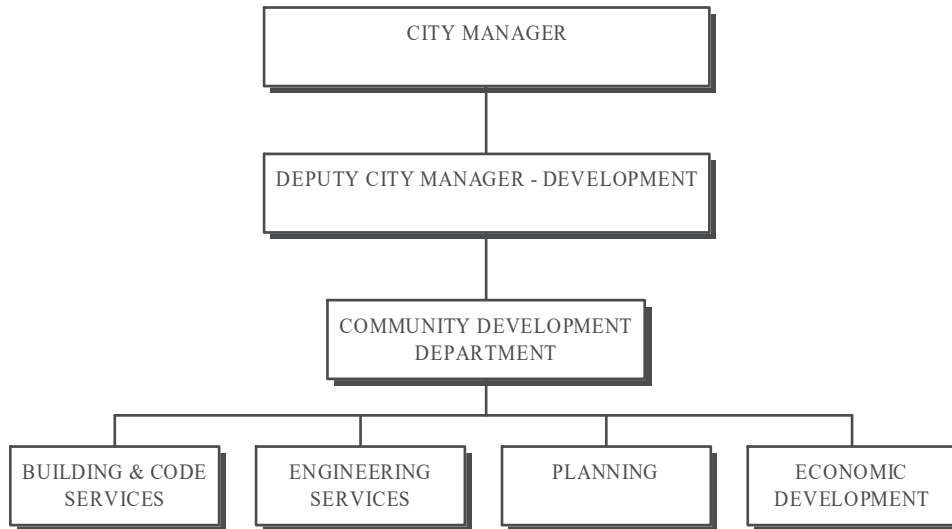 CITY MANAGER
DEPUTY CITY MANAGER - DEVELOPMENT
COMMUNITY DEVELOPMENT
DEPARTMENT
BUILDING & CODE
SERVICES
ENGINEERING
SERVICES
PLANNING
ECONOMIC
DEVELOPMENT